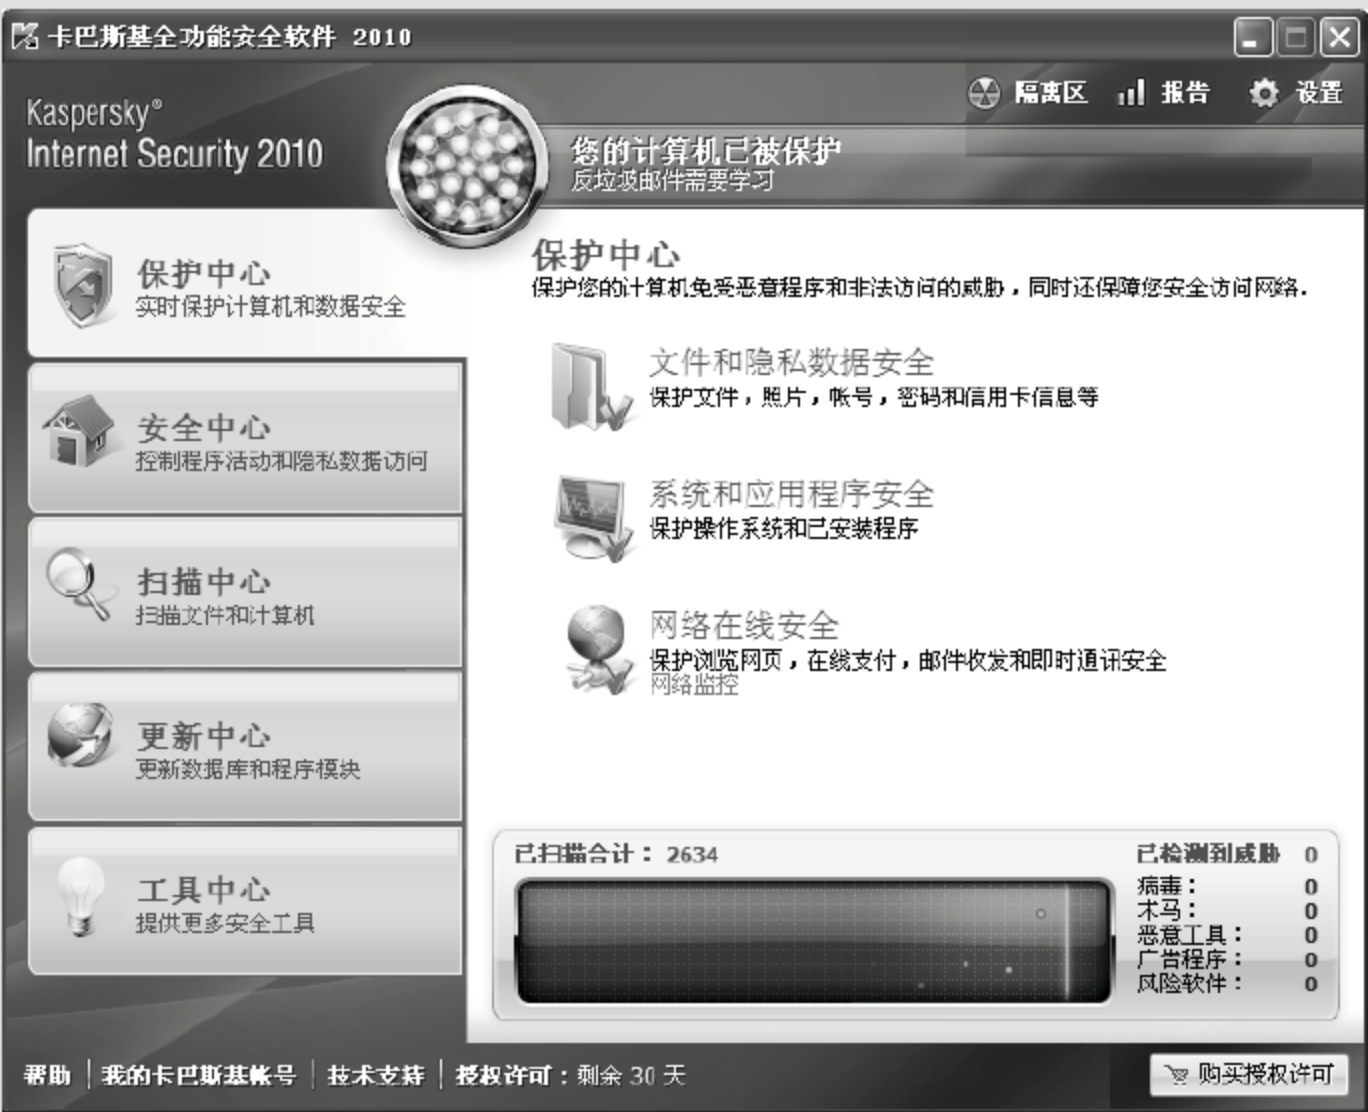 卡巴斯基全功能安全软件 2010
隔离区 报告 设置
Kaspersky®
Internet Security 2010
您的计算机已被保护
反垃圾邮件需要学习
保护中心
实时保护计算机和数据安全
安全中心
控制程序活动和隐私数据访问
扫描中心
扫描文件和计算机
更新中心
更新数据库和程序模块
工具中心
提供更多安全工具
保护中心
保护您的计算机免受恶意程序和非法访问的威胁，同时还保障您安全访问网络.
文件和隐私数据安全
保护文件，照片，帐号，密码和信用卡信息等
系统和应用程序安全
保护操作系统和已安装程序
网络在线安全
保护浏览网页，在线支付，邮件收发和即时通讯安全
网络监控
已扫描合计： 2634
已检测到威胁 0
病毒： 0
木马： 0
恶意工具： 0
广告程序： 0
风险软件： 0
帮助 | 我的卡巴斯基帐号 | 技术支持 | 授权许可：剩余 30 天
购买授权许可